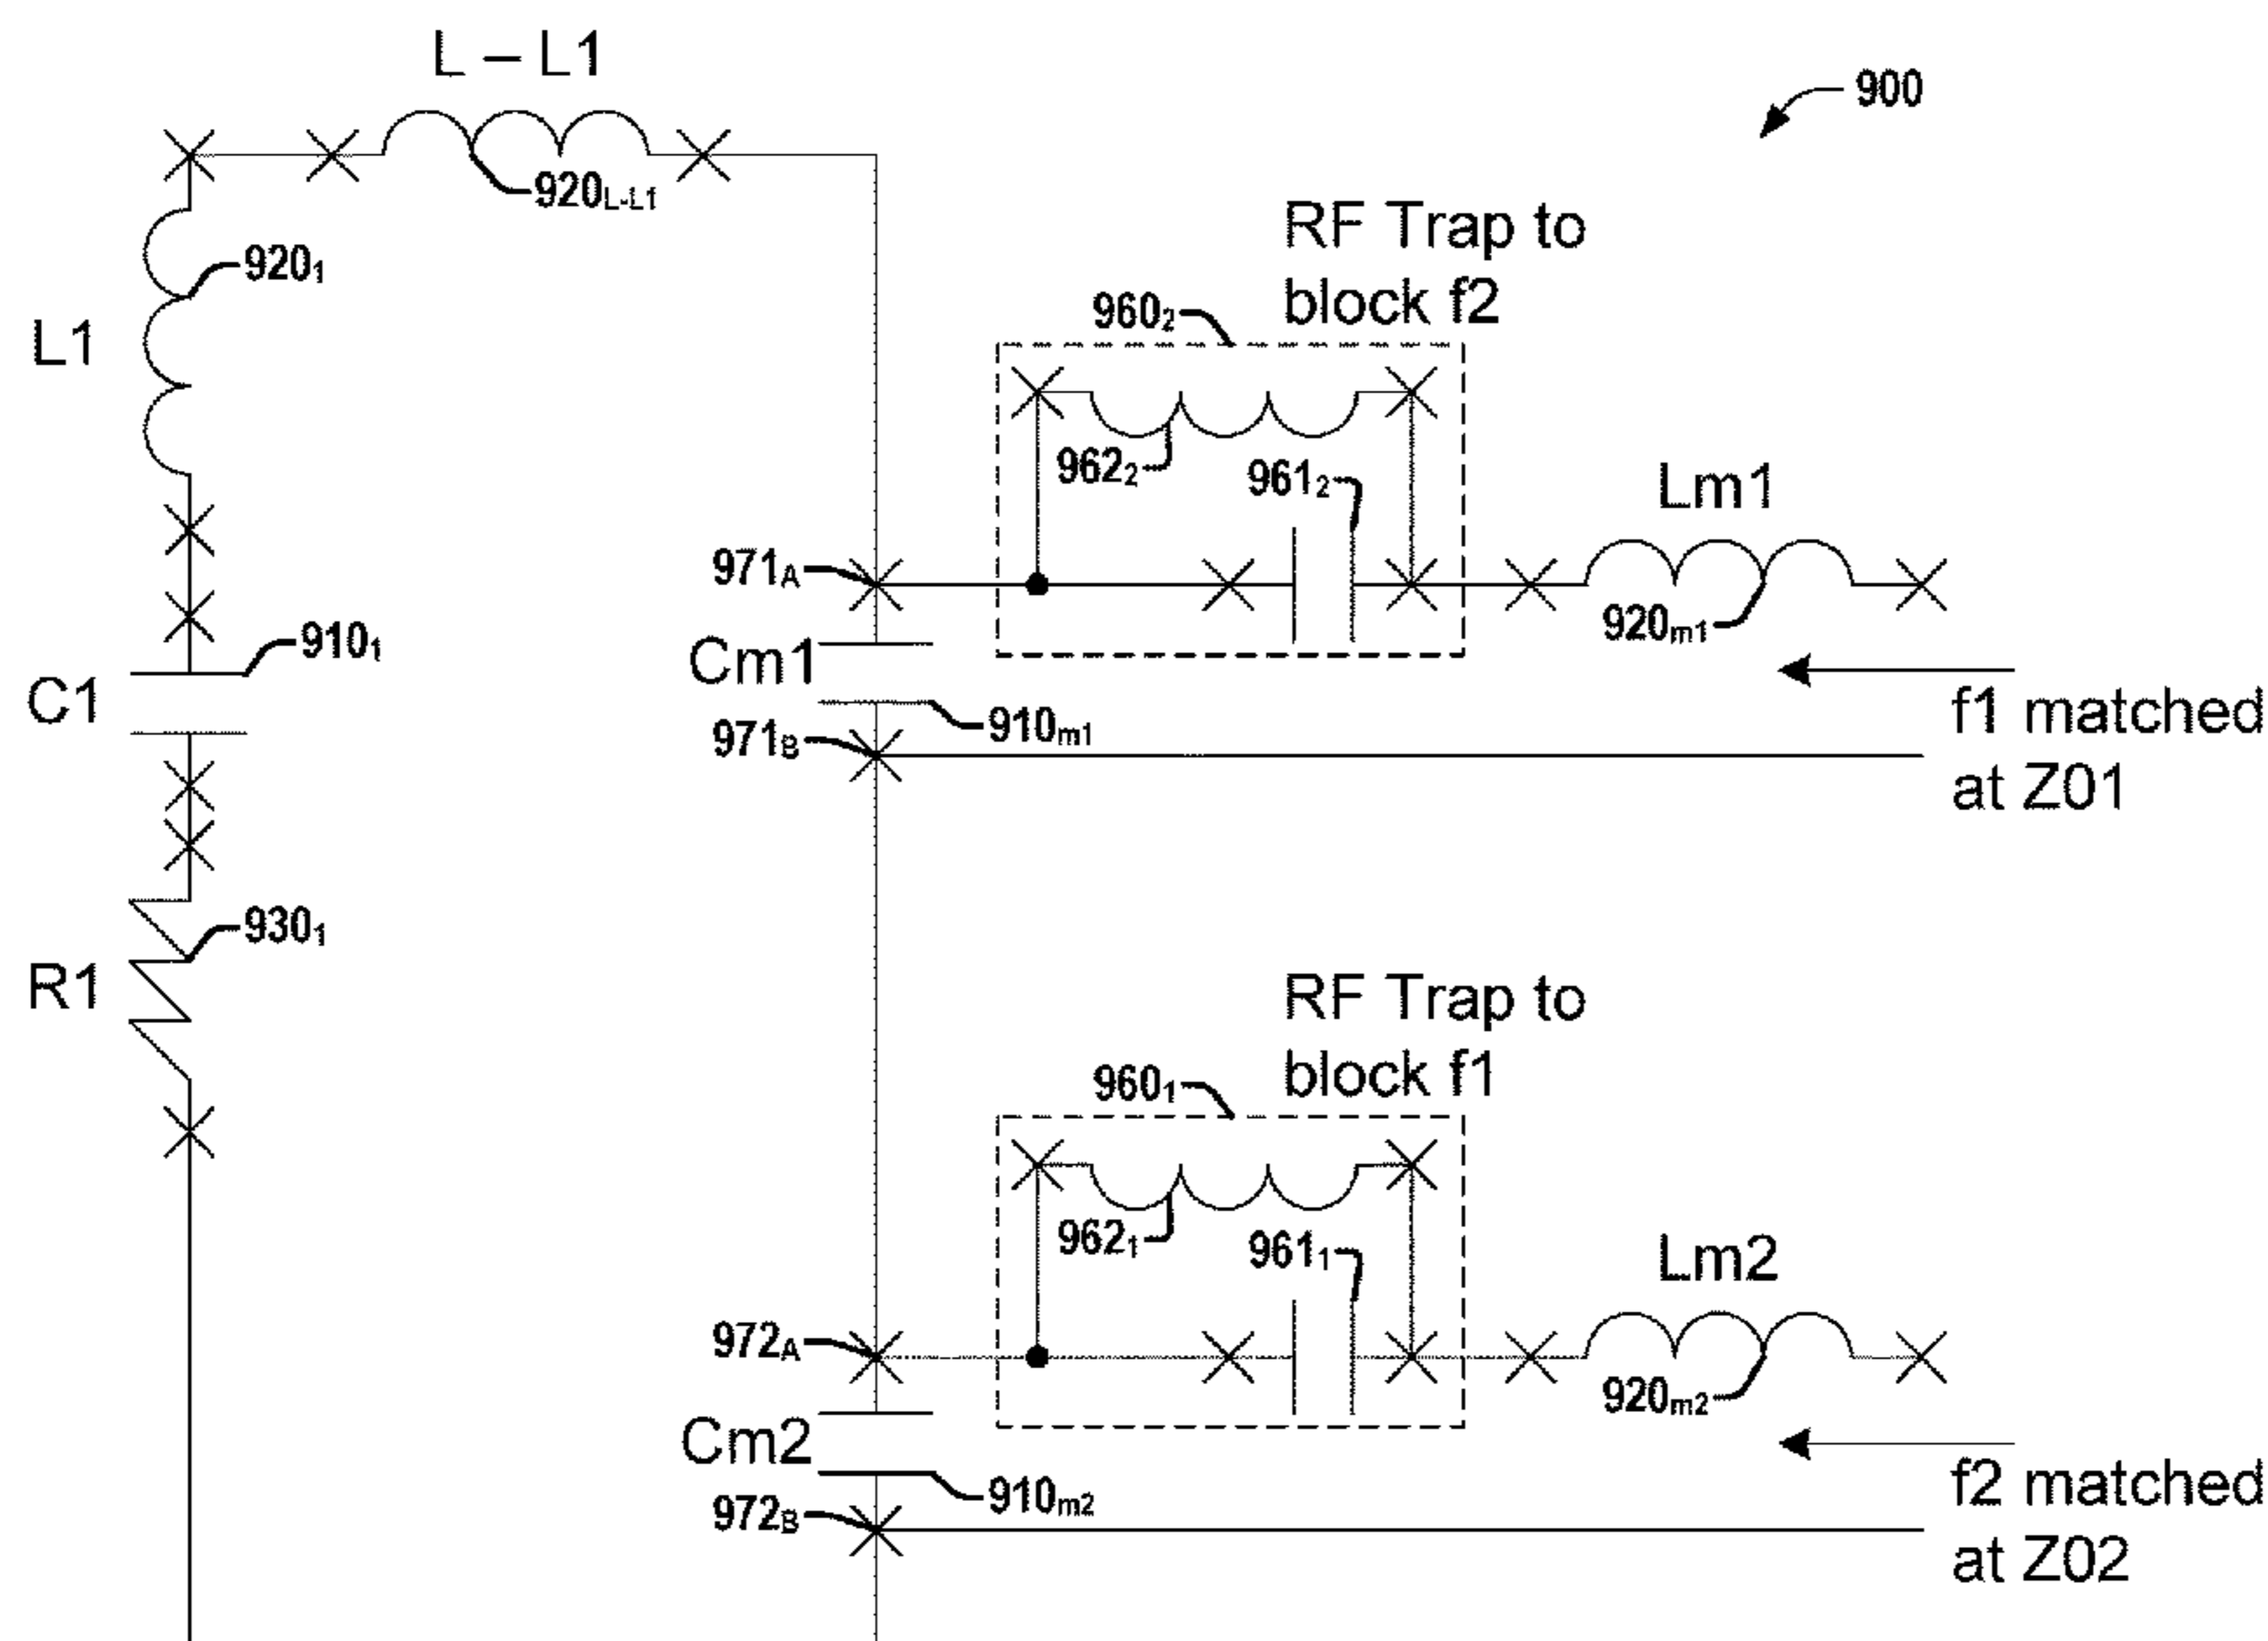 L – L1
900
920L-L1
RF Trap to
block f2
920₁
960₂
L1
962₂
961₂
Lm1
971A
920m1
910₁
Cm1
C1
910m1
f1 matched
at Z01
971B
930₁
R1
RF Trap to
block f1
960₁
962₁
961₁
Lm2
972A
920m2
Cm2
910m2
f2 matched
at Z02
972B